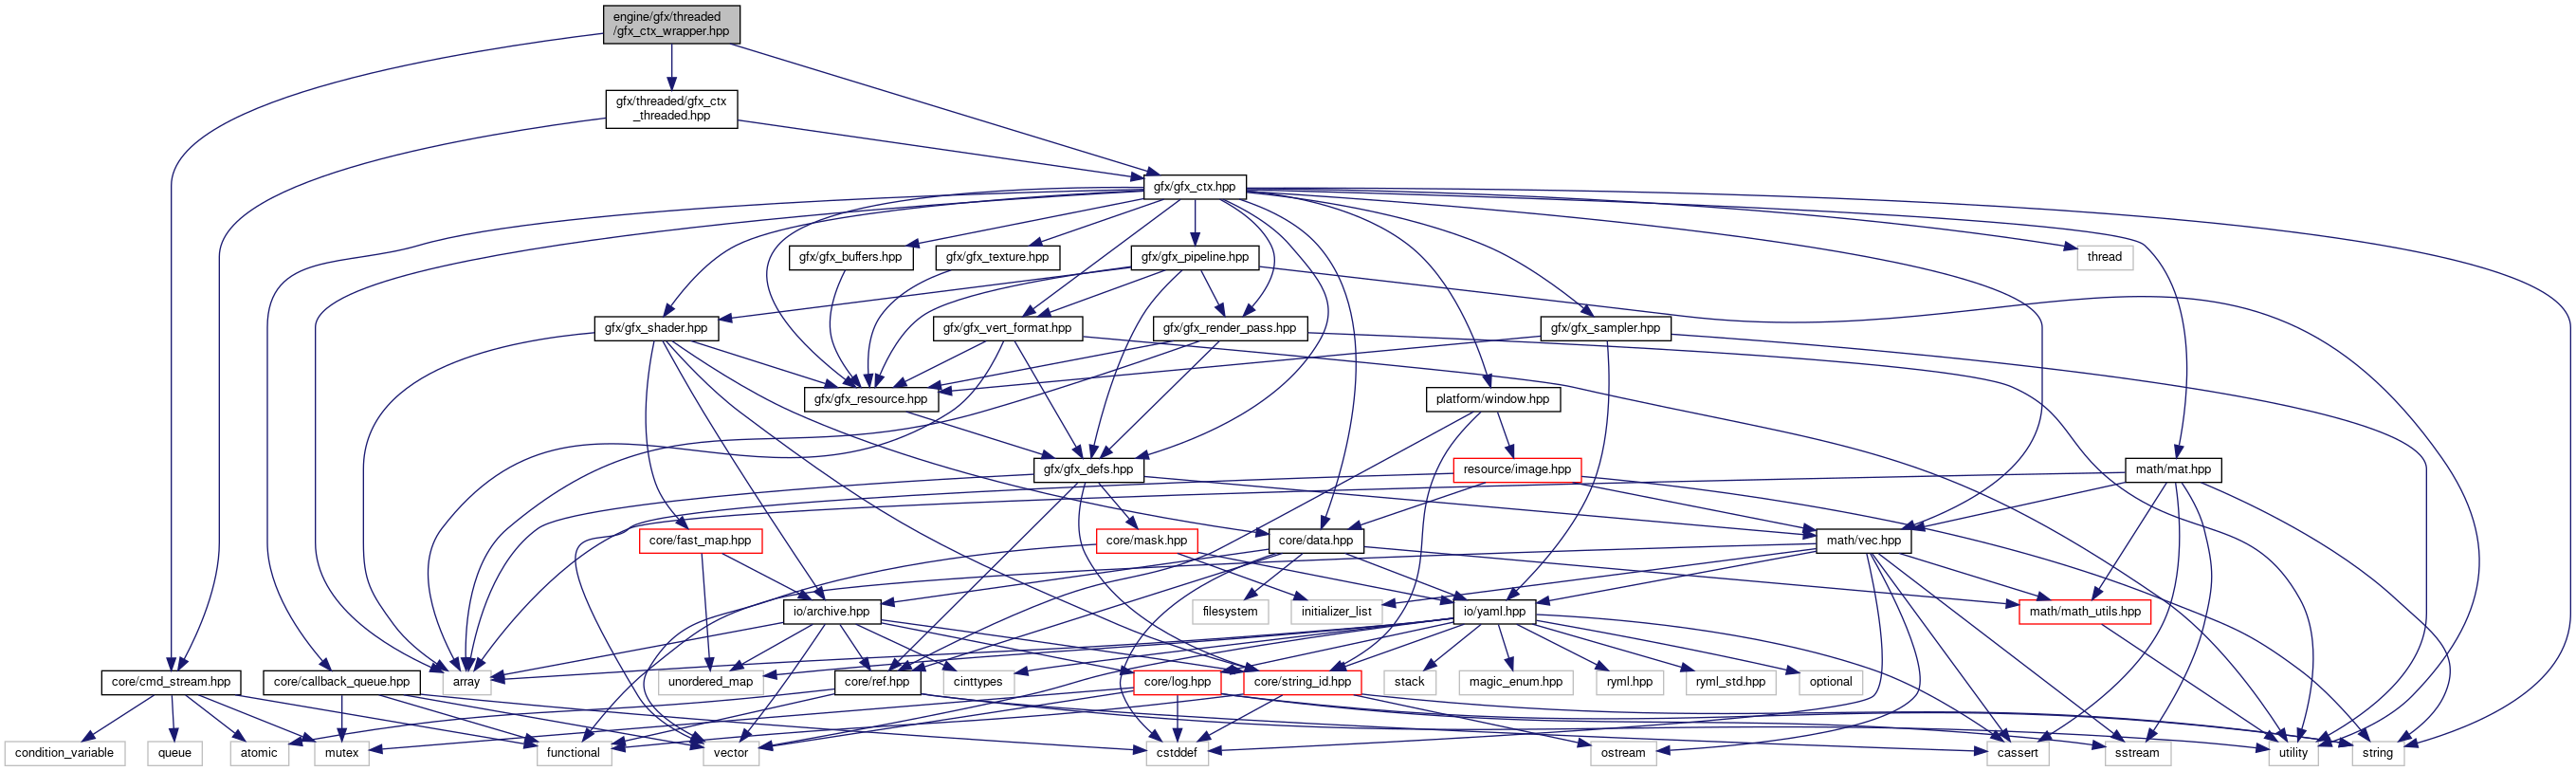 engine/gfx/threaded
/gfx_ctx_wrapper.hpp
gfx/threaded/gfx_ctx
_threaded.hpp
gfx/gfx_ctx.hpp
gfx/gfx_buffers.hpp
gfx/gfx_texture.hpp
gfx/gfx_pipeline.hpp
thread
gfx/gfx_shader.hpp
gfx/gfx_vert_format.hpp
gfx/gfx_render_pass.hpp
gfx/gfx_sampler.hpp
gfx/gfx_resource.hpp
platform/window.hpp
gfx/gfx_defs.hpp
resource/image.hpp
math/mat.hpp
core/fast_map.hpp
core/mask.hpp
core/data.hpp
math/vec.hpp
io/archive.hpp
filesystem
initializer_list
io/yaml.hpp
math/math_utils.hpp
core/cmd_stream.hpp
core/callback_queue.hpp
array
unordered_map
core/ref.hpp
cinttypes
core/log.hpp
core/string_id.hpp
stack
magic_enum.hpp
ryml.hpp
ryml_std.hpp
optional
condition_variable
queue
atomic
mutex
functional
vector
cstddef
ostream
cassert
sstream
utility
string